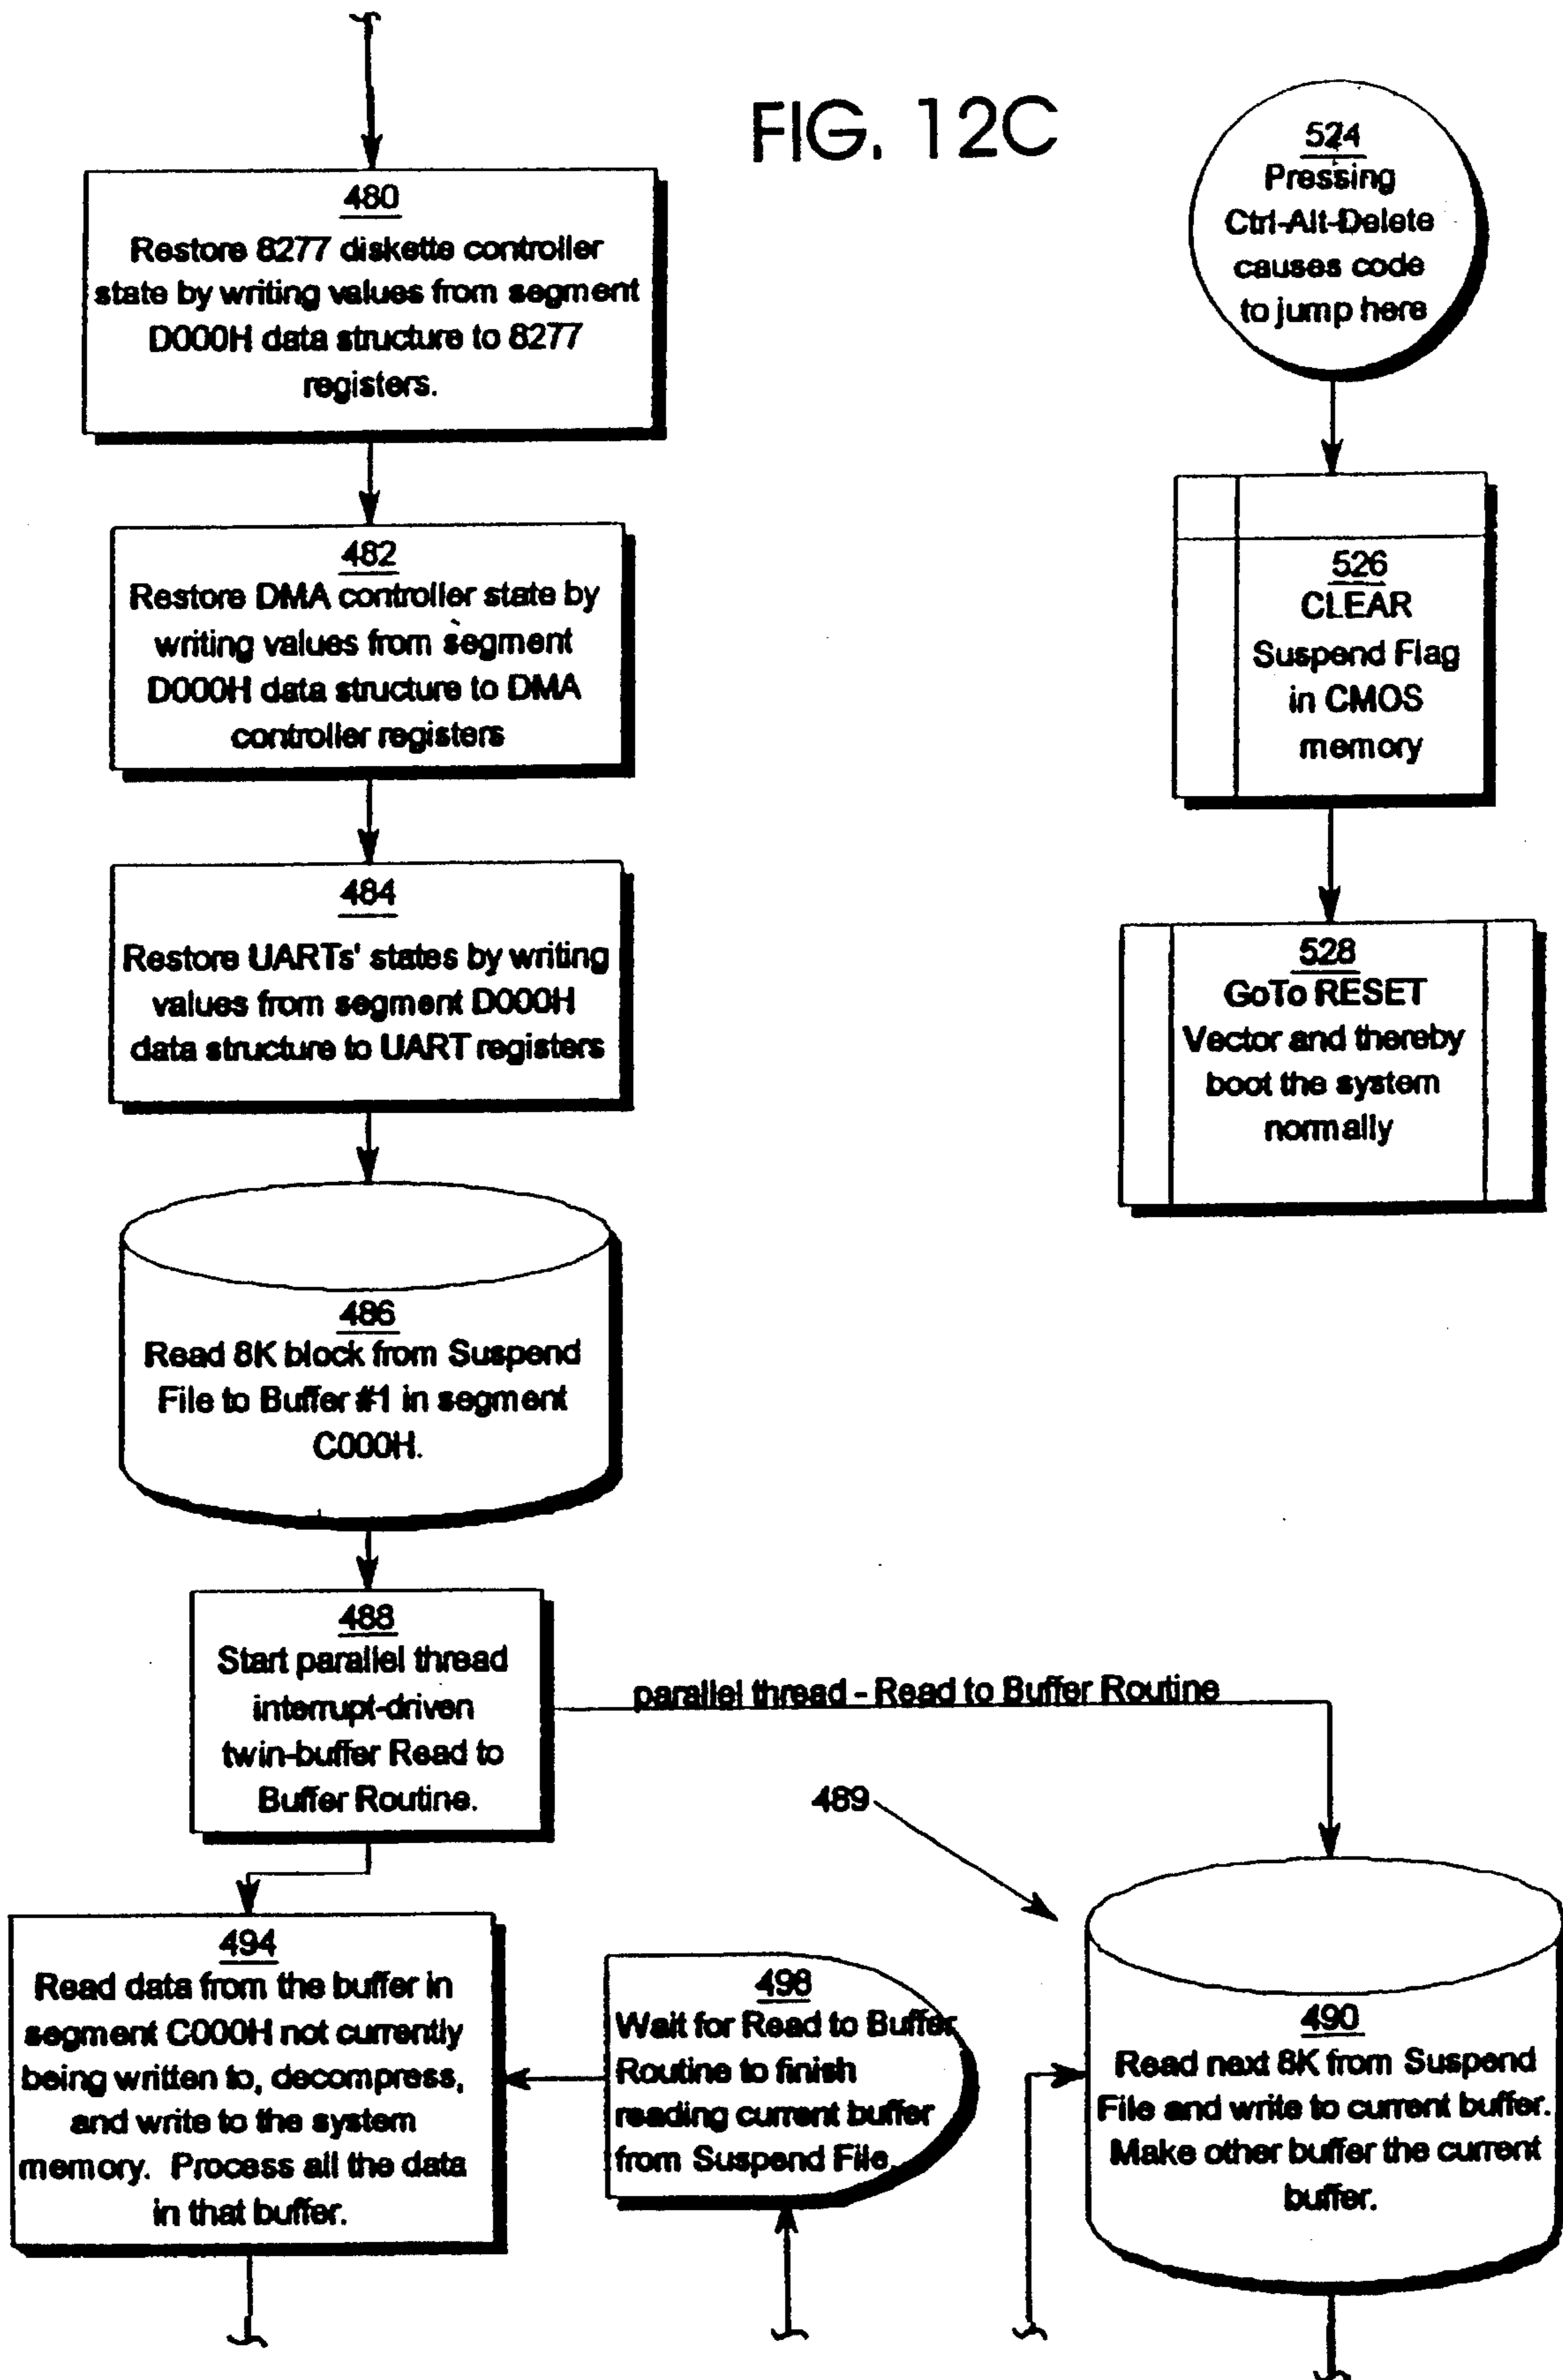 FIG. 12C
480
Restore 8277 diskette controller
state by writing values from segment
D000H data structure to 8277
registers.
482
Restore DMA controller state by
writing values from segment
D000H data structure to DMA
controller registers
484
Restore UARTs' states by writing
values from segment D000H
data structure to UART registers
486
Read 8K block from Suspend
File to Buffer #1 in segment
C000H.
488
Start parallel thread
interrupt-driven
twin-buffer Read to
Buffer Routine.
parallel thread - Read to Buffer Routine
489
494
Read data from the buffer in
segment C000H not currently
being written to, decompress,
and write to the system
memory. Process all the data
in that buffer.
498
Wait for Read to Buffer
Routine to finish
reading current buffer
from Suspend File.
490
Read next 8K from Suspend
File and write to current buffer.
Make other buffer the current
buffer.
524
Pressing
Ctrl-Alt-Delete
causes code
to jump here
526
CLEAR
Suspend Flag
in CMOS
memory
528
GoTo RESET
Vector and thereby
boot the system
normally